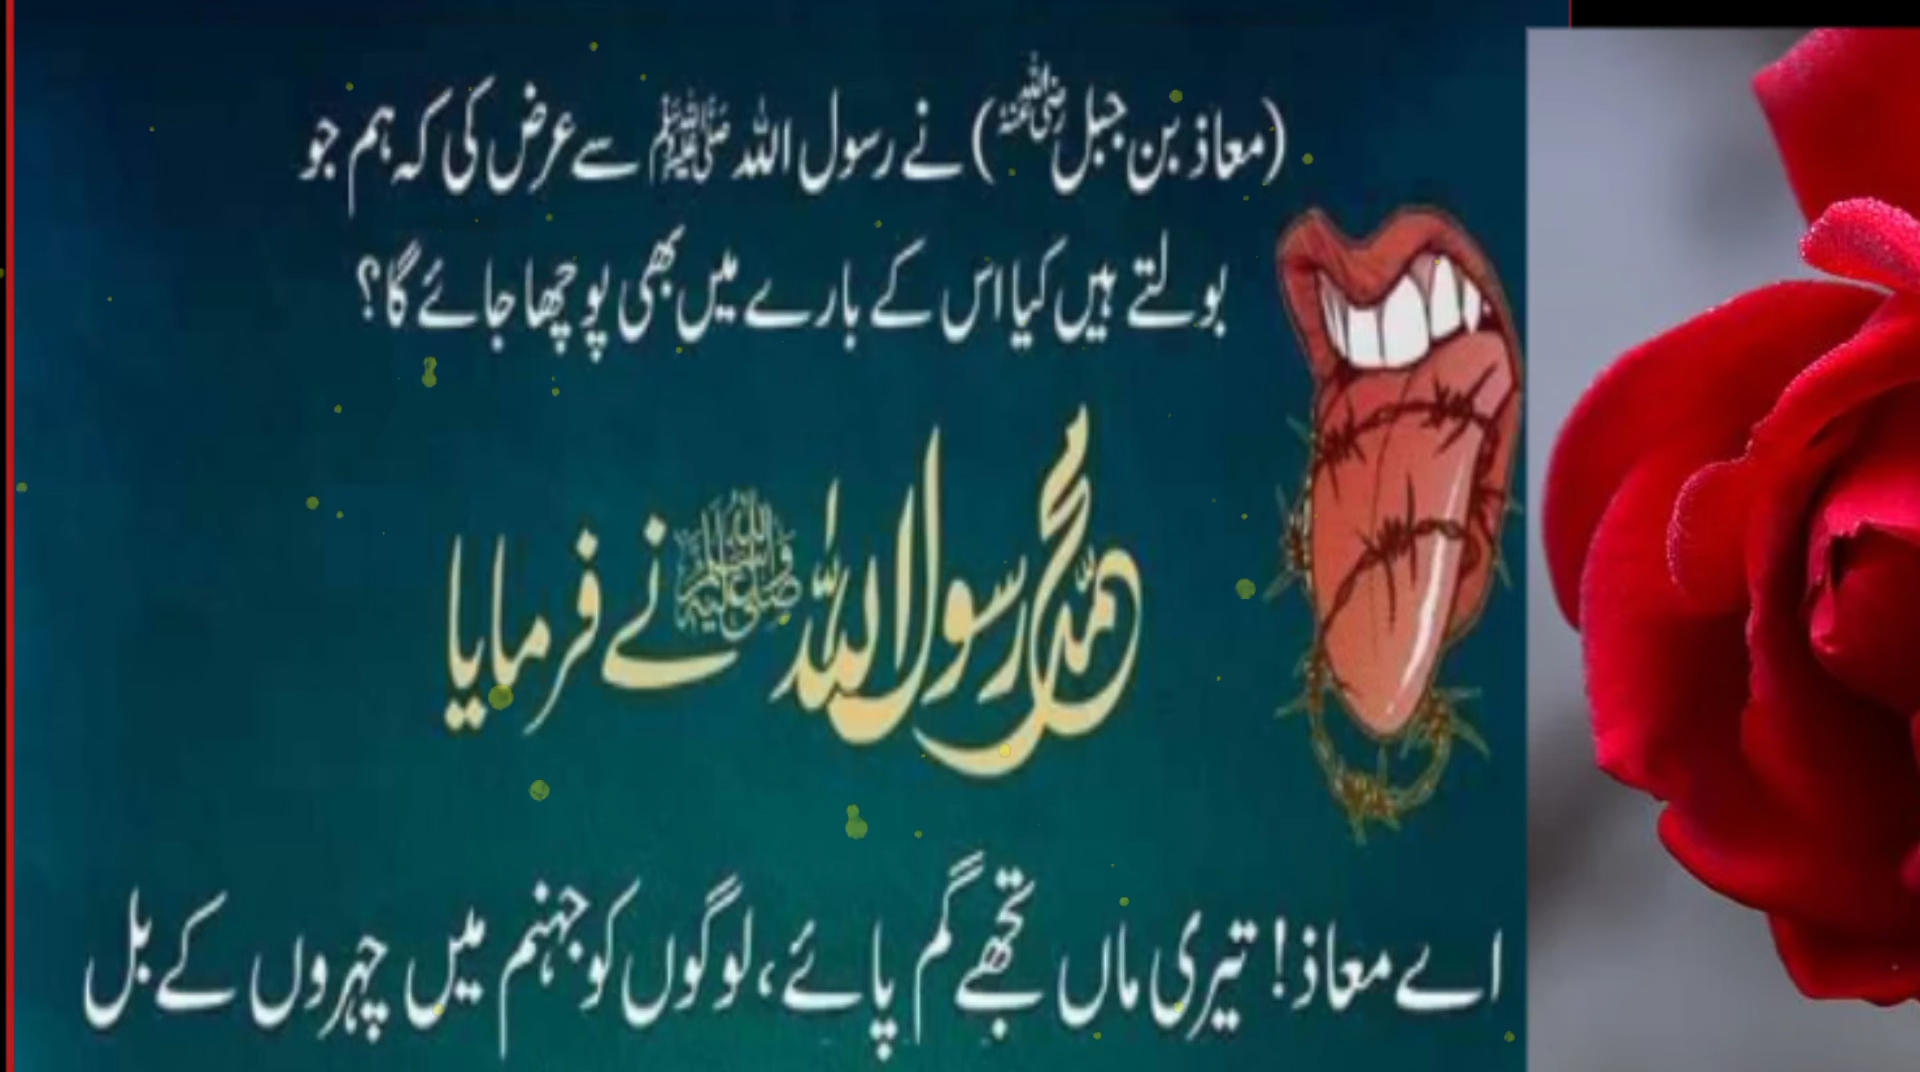 (معاذ بن جبل رضی اللہ عنہ) نے رسول اللہ ﷺ سے عرض کی کہ ہم جو
بولتے ہیں کیا اس کے بارے میں بھی پوچھا جائے گا؟
محمد رسول اللہ ﷺ نے فرمایا
اے معاذ! تیری ماں تجھے گم پائے، لوگوں کو جہنم میں چہروں کے بل